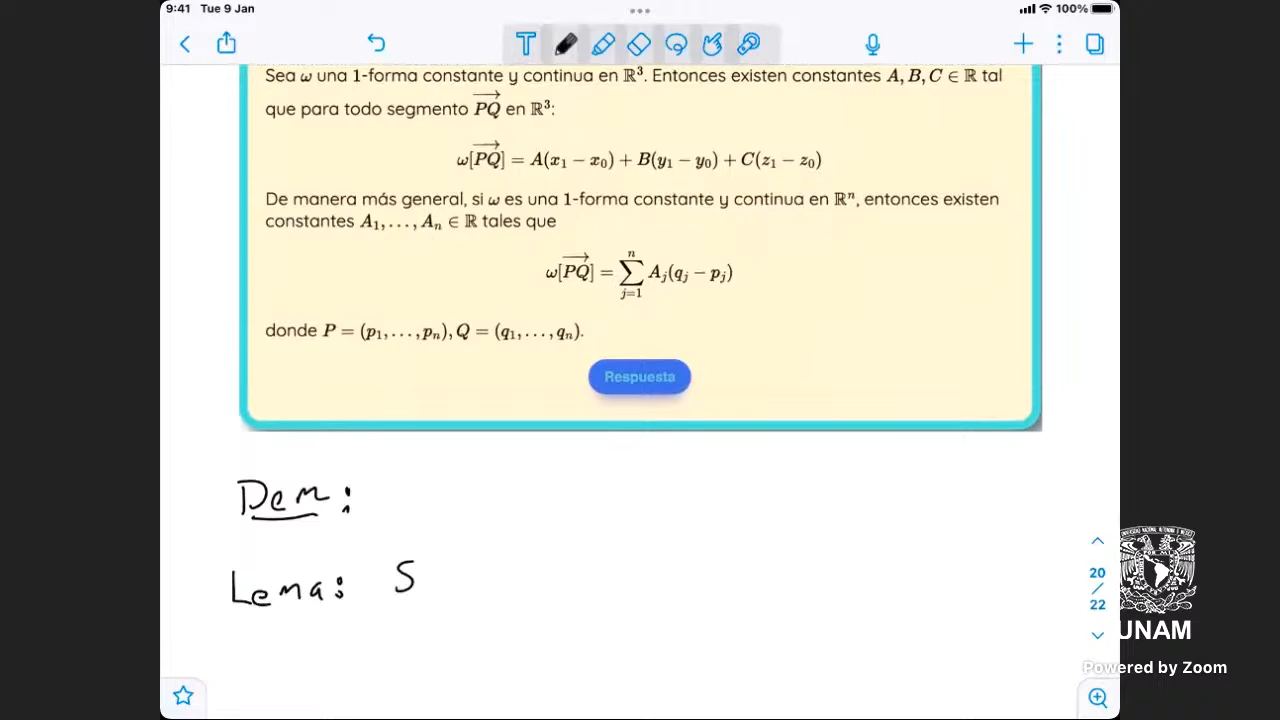 9:41 Tue 9 Jan 100%
Sea ω una 1-forma constante y continua en ℝ³. Entonces existen constantes A, B, C ∈ ℝ tal
que para todo segmento \overrightarrow{PQ} en ℝ³:
ω[\overrightarrow{PQ}] = A(x₁ − x₀) + B(y₁ − y₀) + C(z₁ − z₀)
De manera más general, si ω es una 1-forma constante y continua en ℝⁿ, entonces existen
constantes A₁, . . . , Aₙ ∈ ℝ tales que
ω[\overrightarrow{PQ}] = \sum_{j=1}^{n} A_j(q_j − p_j)
donde P = (p₁, . . . , pₙ), Q = (q₁, . . . , qₙ).
Respuesta
Dem:
Lema: S
20
/
22
UNAM
Powered by Zoom